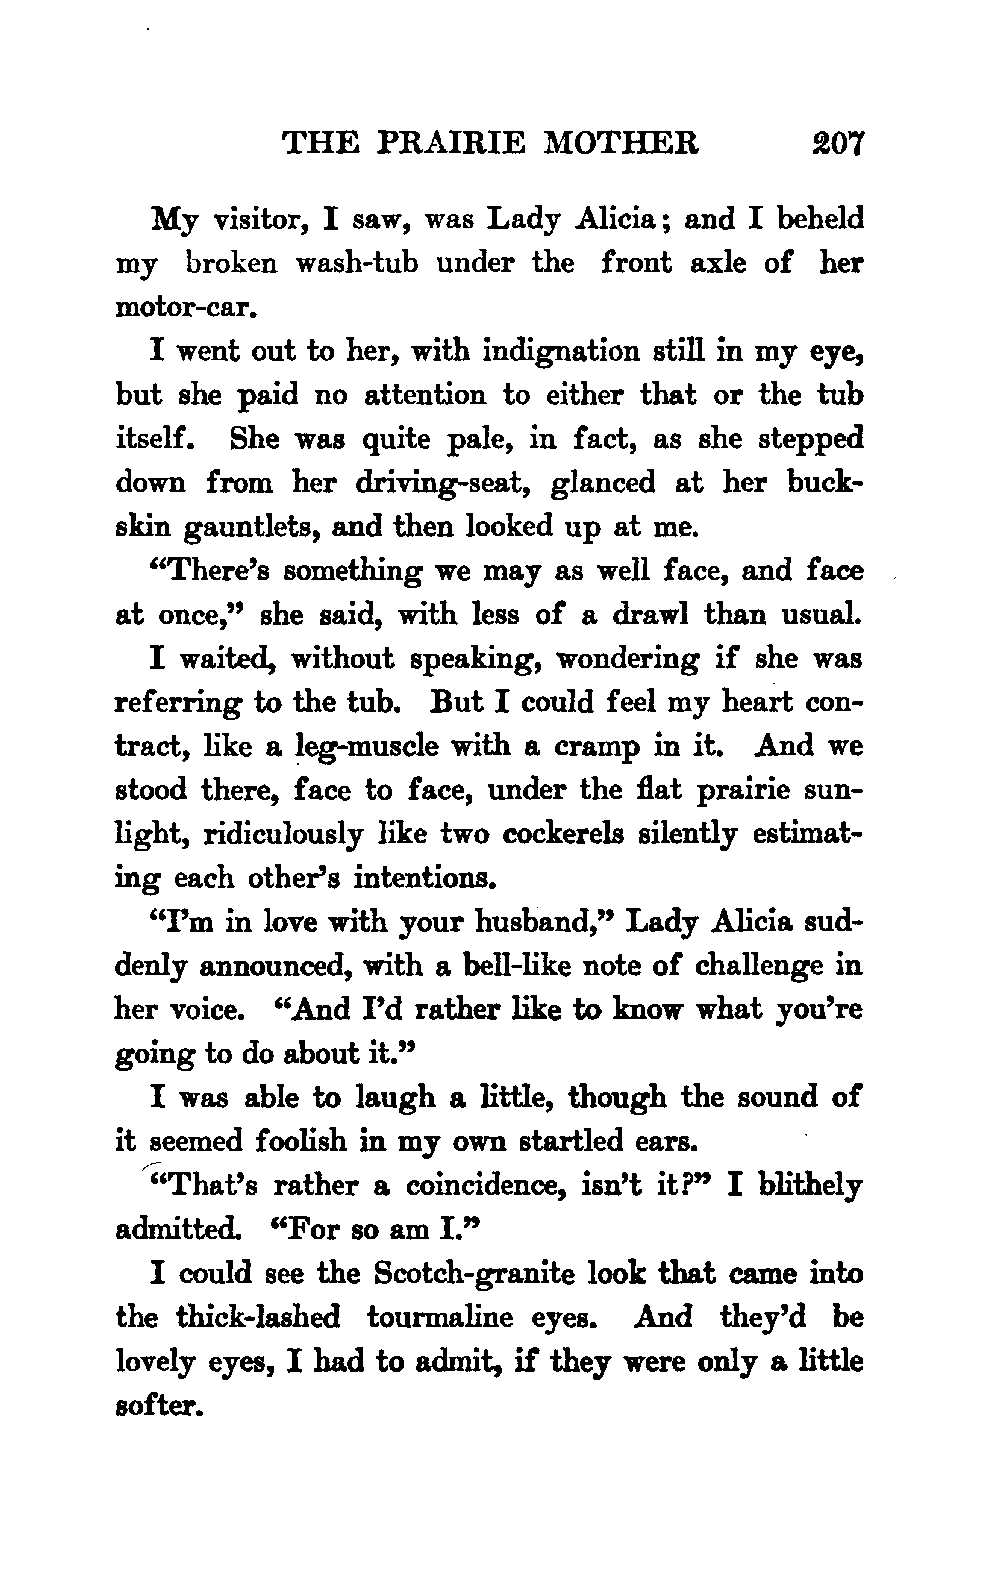 THE PRAIRIE MOTHER 207
My visitor, I saw, was Lady Alicia; and I beheld
my broken wash-tub under the front axle of her
motor-car.
I went out to her, with indignation still in my eye,
but she paid no attention to either that or the tub
itself. She was quite pale, in fact, as she stepped
down from her driving-seat, glanced at her buck-
skin gauntlets, and then looked up at me.
“There’s something we may as well face, and face
at once,” she said, with less of a drawl than usual.
I waited, without speaking, wondering if she was
referring to the tub. But I could feel my heart con-
tract, like a leg-muscle with a cramp in it. And we
stood there, face to face, under the flat prairie sun-
light, ridiculously like two cockerels silently estimat-
ing each other’s intentions.
“I’m in love with your husband,” Lady Alicia sud-
denly announced, with a bell-like note of challenge in
her voice. “And I’d rather like to know what you’re
going to do about it.”
I was able to laugh a little, though the sound of
it seemed foolish in my own startled ears.
“That’s rather a coincidence, isn’t it?” I blithely
admitted. “For so am I.”
I could see the Scotch-granite look that came into
the thick-lashed tourmaline eyes. And they’d be
lovely eyes, I had to admit, if they were only a little
softer.